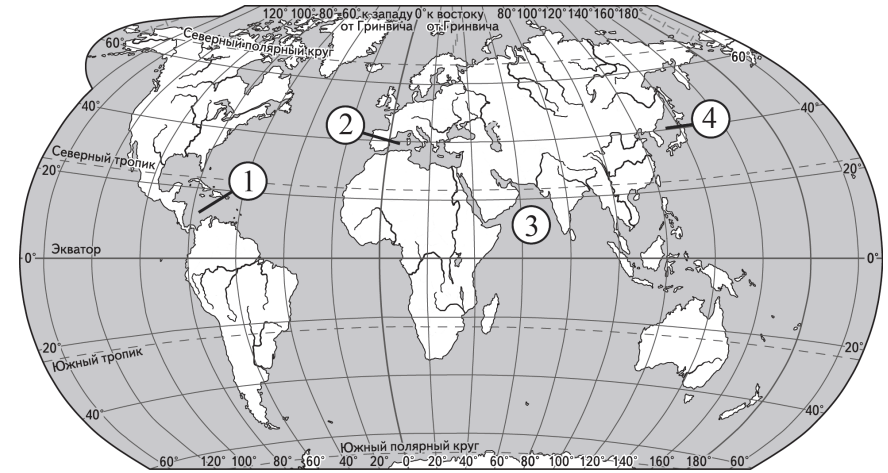 120° 100° 80° 60° к западу 0° к востоку 80° 100° 120° 140° 160° 180°
от Гринвича от Гринвича
Северный полярный круг
60° 60°
40° 40°
2 4
Северный тропик
20° 20°
1
3
Экватор
0° 0°
20° 20°
Южный тропик
40° 40°
Южный полярный круг
60° 120° 100° 80° 60° 40° 20° 0° 20° 40° 60° 80° 100° 120° 140° 180° 60°